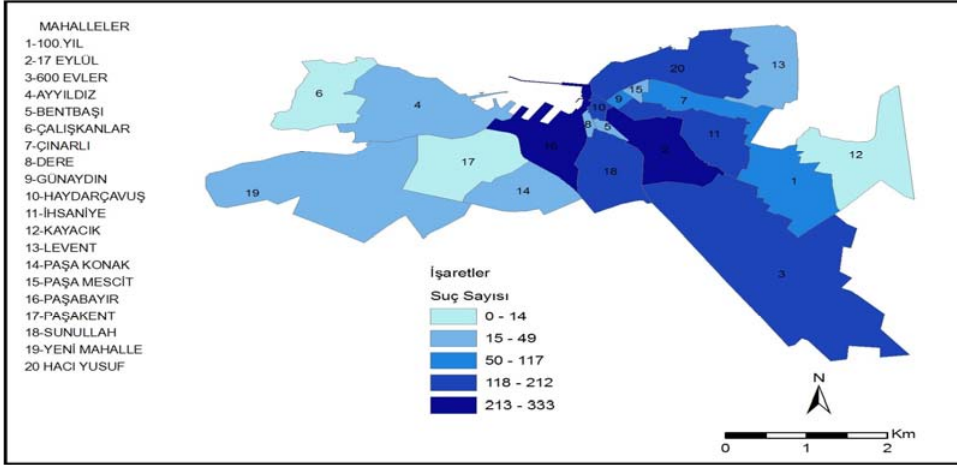 MAHALLELER
1-100.YIL
2-17 EYLÜL
3-600 EVLER
4-AYYILDIZ
5-BENTBAŞI
6-ÇALIŞKANLAR
7-ÇINARLI
8-DERE
9-GÜNAYDIN
10-HAYDARÇAVUŞ
11-İHSANİYE
12-KAYACIK
13-LEVENT
14-PAŞA KONAK
15-PAŞA MESCİT
16-PAŞABAYIR
17-PAŞAKENT
18-SUNULLAH
19-YENİ MAHALLE
20 HACI YUSUF
20
13
6
15
4
9
7
10
8
5
11
16
2
12
17
18
1
14
19
3
İşaretler
Suç Sayısı
0 - 14
15 - 49
50 - 117
118 - 212
213 - 333
N
Km
0 1 2